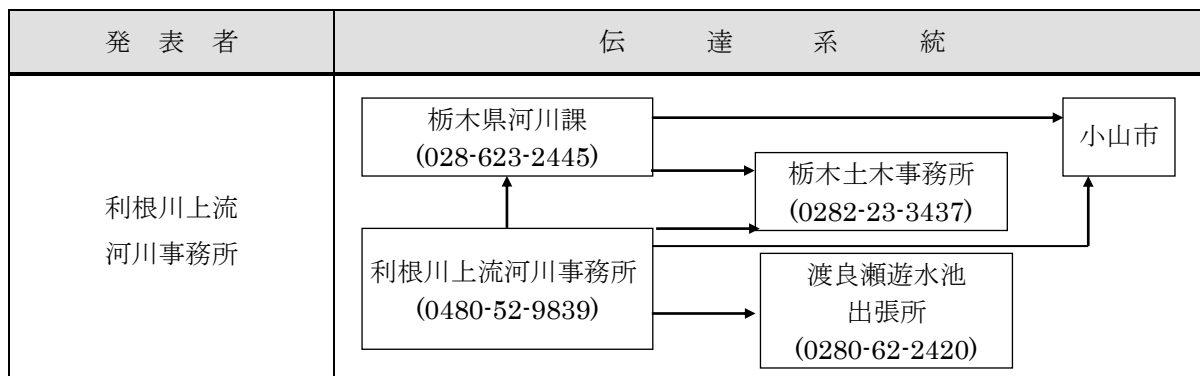 発 表 者
伝 達 系 統
利根川上流
河川事務所
栃木県河川課
(028-623-2445)
小山市
栃木土木事務所
(0282-23-3437)
利根川上流河川事務所
(0480-52-9839)
渡良瀬遊水池
出張所
(0280-62-2420)